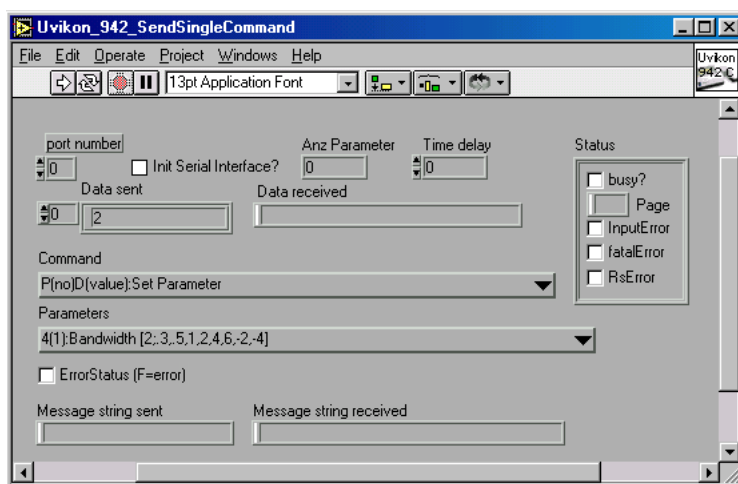 Uvikon_942_SendSingleCommand
File Edit Operate Project Windows Help
13pt Application Font
Uvikon
942 C
port number
0
Init Serial Interface?
Anz Parameter
0
Time delay
0
Status
busy?
Page
InputError
fatalError
RsError
Data sent
0
2
Data received
Command
P(no)D(value):Set Parameter
Parameters
4(1):Bandwidth [2;.3,.5,1,2,4,6,-2,-4]
ErrorStatus (F=error)
Message string sent
Message string received